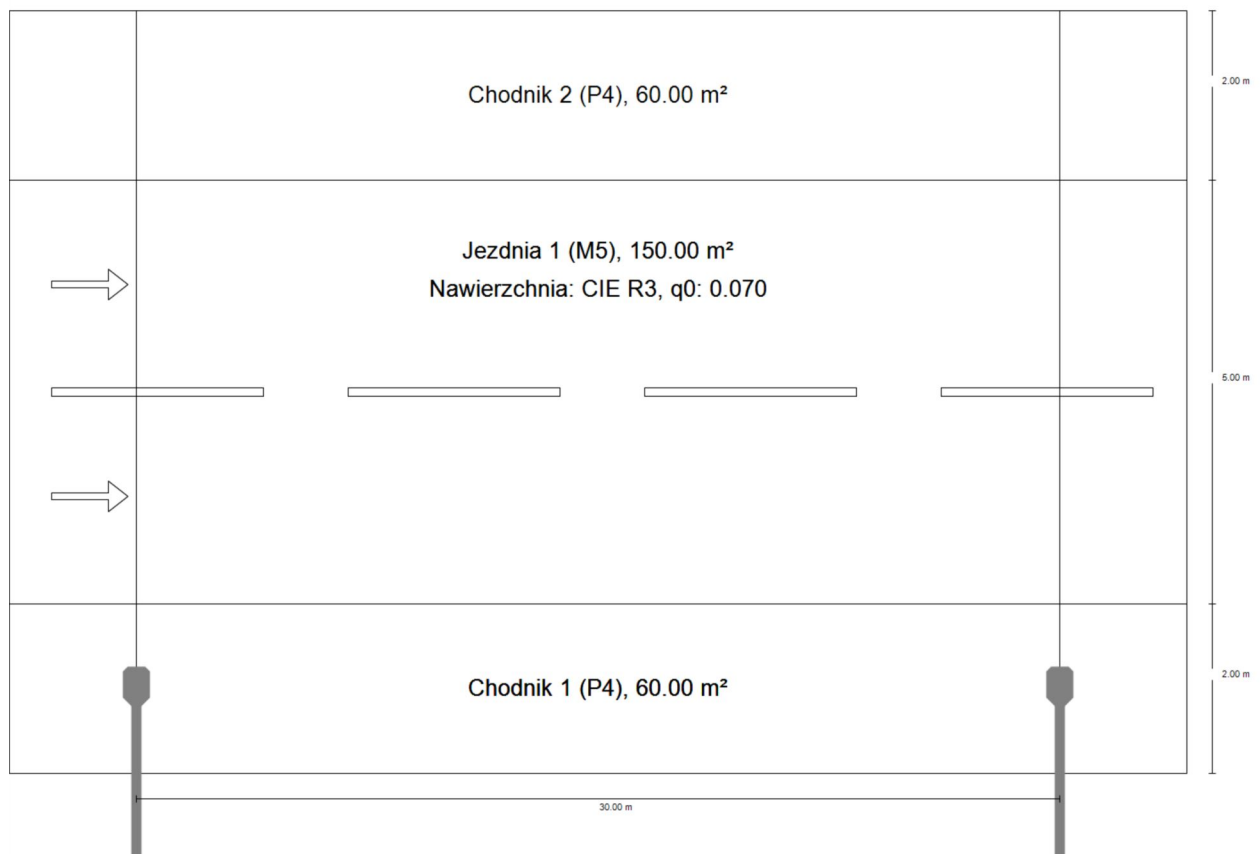 Chodnik 2 (P4), 60.00 m²
2.00 m
Jezdnia 1 (M5), 150.00 m²
Nawierzchnia: CIE R3, q0: 0.070
5.00 m
Chodnik 1 (P4), 60.00 m²
2.00 m
30.00 m